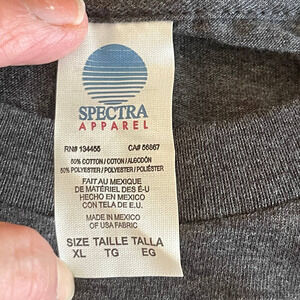 SPECTRA
APPAREL
RN# 134455 CA# 56867
50% COTTON / COTON / ALGODÓN
50% POLYESTER / POLYESTER / POLIÉSTER
FAIT AU MEXIQUE
DE MATÉRIEL DES É-U
HECHO EN MEXICO
CON TELA DE E.U.
MADE IN MEXICO
OF USA FABRIC
SIZE TAILLE TALLA
XL TG EG